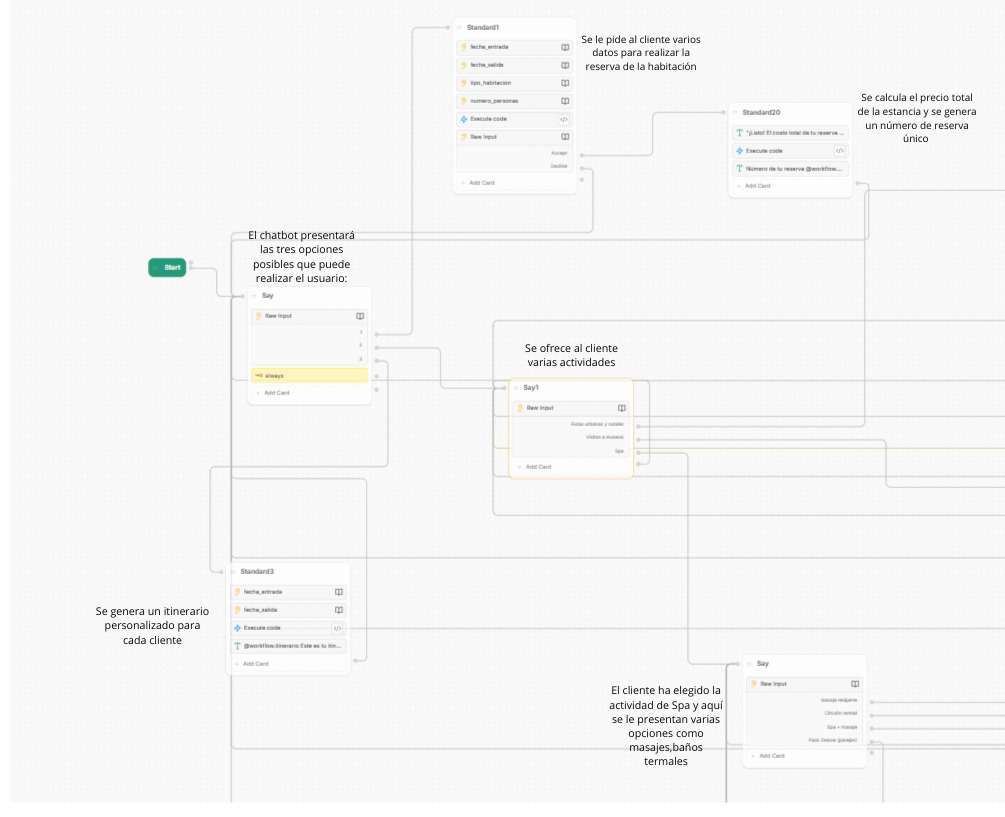 Standard1
fecha_entrada
fecha_salida
tipo_habitacion
numero_personas
Execute code
Raw Input
Accept
Decline
Add Card
Se le pide al cliente varios
datos para realizar la
reserva de la habitación
Standard20
"¡Listo! El costo total de tu reserva ...
Execute code
Número de tu reserva @workflow....
Add Card
Se calcula el precio total
de la estancia y se genera
un número de reserva
único
Start
El chatbot presentará
las tres opciones
posibles que puede
realizar el usuario:
Say
Raw Input
1
2
3
always
Add Card
Se ofrece al cliente
varias actividades
Say1
Raw Input
Rutas urbanas y rurales
Visitas a museos
Spa
Add Card
Se genera un itinerario
personalizado para
cada cliente
Standard3
fecha_entrada
fecha_salida
Execute code
@workflow.itinerario Este es tu itin...
Add Card
El cliente ha elegido la
actividad de Spa y aquí
se le presentan varias
opciones como
masajes,baños
termales
Say
Raw Input
Masaje relajante
Circuito termal
Spa + masaje
Pack Deluxe (parejas)
Add Card